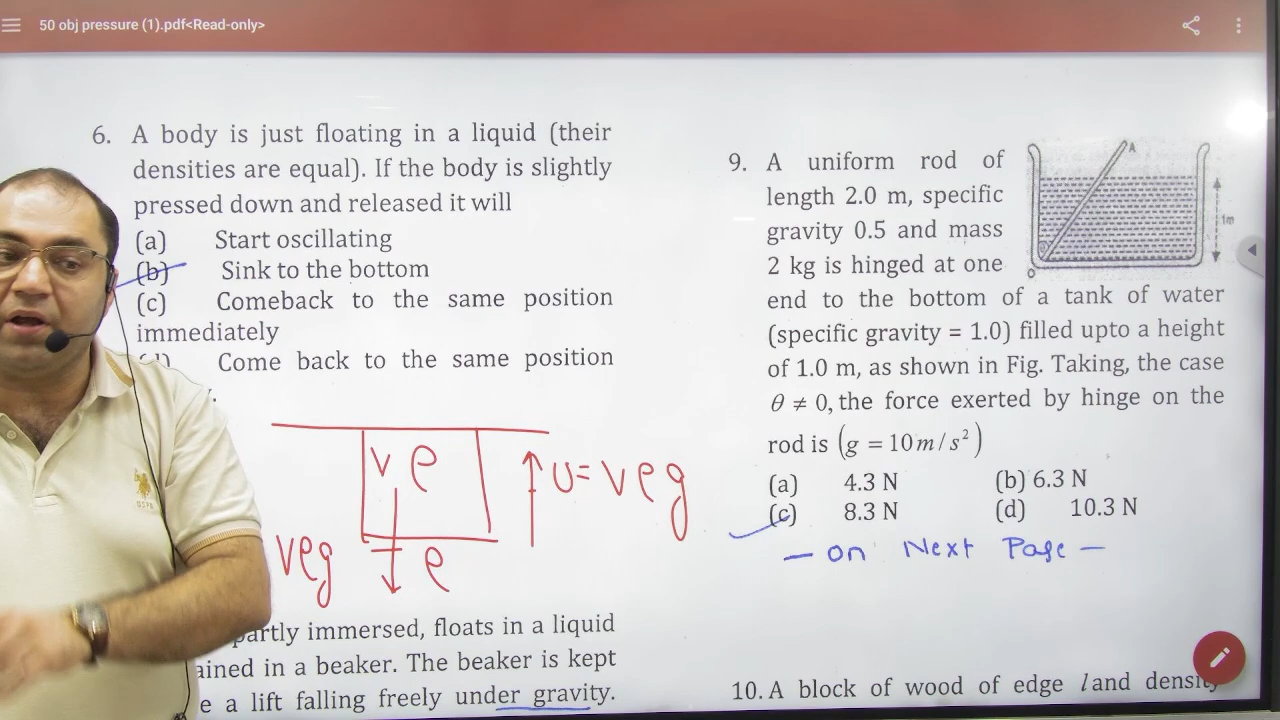 50 obj pressure (1).pdf<Read-only>
6. A body is just floating in a liquid (their
densities are equal). If the body is slightly
pressed down and released it will
(a) Start oscillating
(b) Sink to the bottom
(c) Comeback to the same position
immediately
(d) Come back to the same position
v ρ
u = vρg
vρg
ρ
partly immersed, floats in a liquid
ained in a beaker. The beaker is kept
e a lift falling freely under gravity.
9. A uniform rod of
length 2.0 m, specific
gravity 0.5 and mass
2 kg is hinged at one
end to the bottom of a tank of water
(specific gravity = 1.0) filled upto a height
of 1.0 m, as shown in Fig. Taking, the case
θ ≠ 0, the force exerted by hinge on the
rod is (g = 10m/s²)
(a) 4.3 N (b) 6.3 N
(c) 8.3 N (d) 10.3 N
— on Next Page —
A
1m
O
10. A block of wood of edge l and density